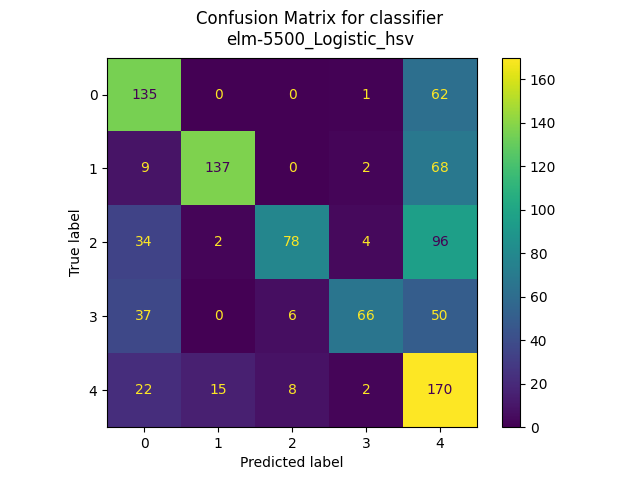 Confusion Matrix for classifier
elm-5500_Logistic_hsv
True label
0 135 0 0 1 62
1 9 137 0 2 68
2 34 2 78 4 96
3 37 0 6 66 50
4 22 15 8 2 170
0 1 2 3 4
Predicted label
160
140
120
100
80
60
40
20
0